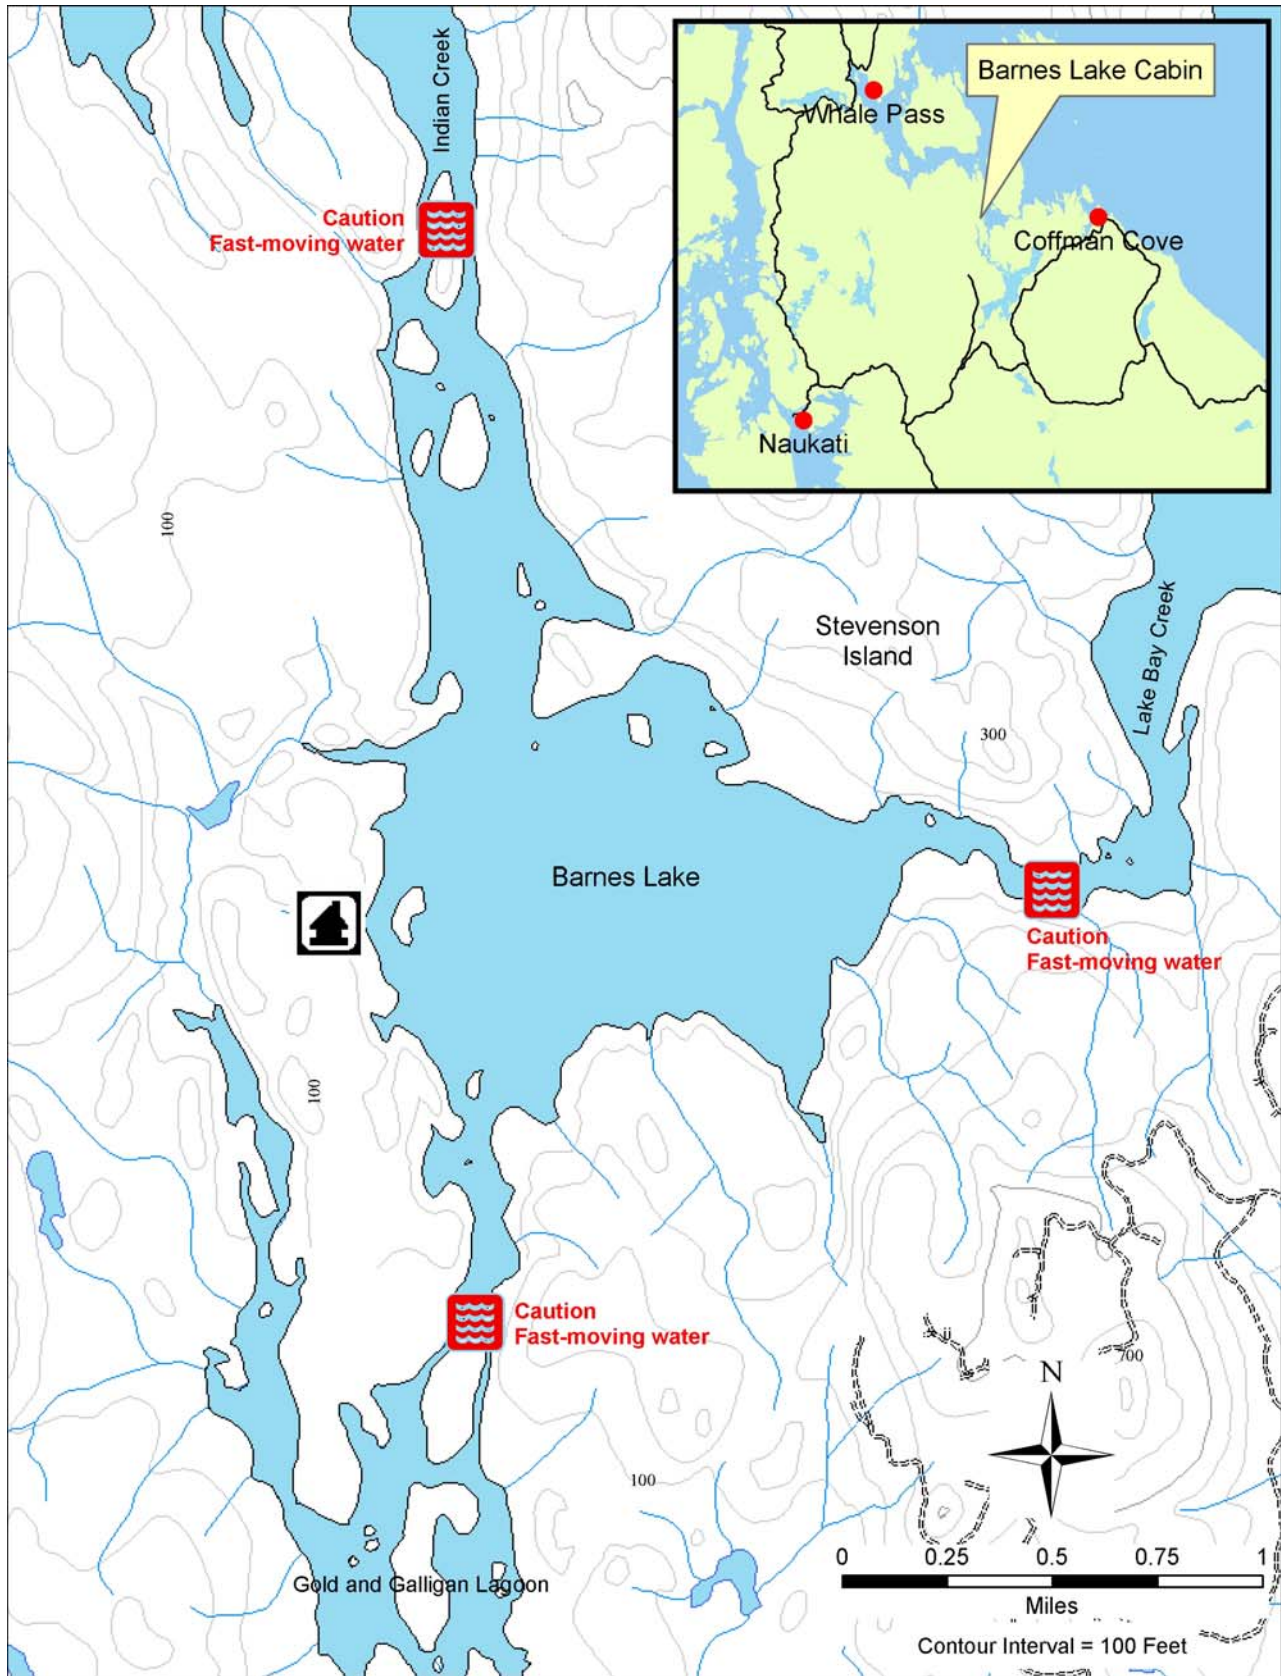 Indian Creek
Barnes Lake Cabin
Whale Pass
Coffman Cove
Naukati
Caution
Fast-moving water
100
Stevenson
Island
Lake Bay Creek
300
Barnes Lake
Caution
Fast-moving water
100
Caution
Fast-moving water
700
N
100
0 0.25 0.5 0.75 1
Miles
Gold and Galligan Lagoon
Contour Interval = 100 Feet